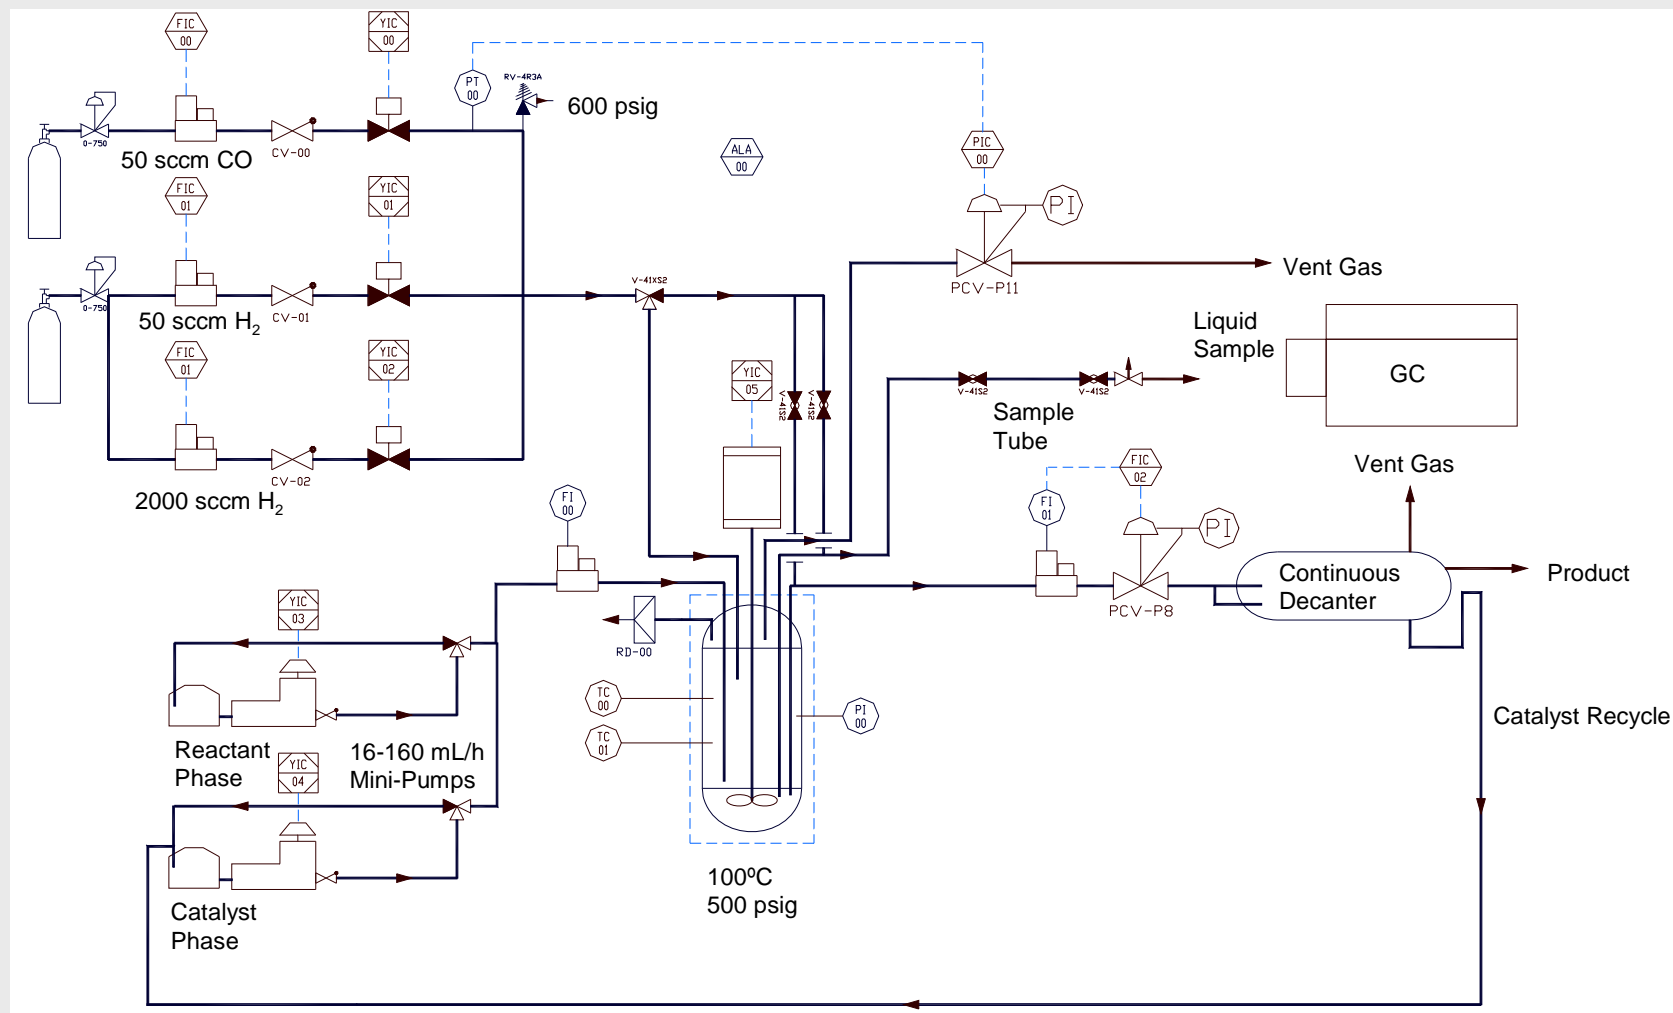 FIC
00
YIC
00
PT
00
RV-4R3A
600 psig
0-750
50 sccm CO
CV-00
ALA
00
PIC
00
FIC
01
YIC
01
PI
PCV-P11
Vent Gas
0-750
50 sccm H2
CV-01
V-41XS2
FIC
01
YIC
02
YIC
05
V-41S2
V-41S2
V-41S2
V-41S2
Liquid
Sample
GC
Sample
Tube
2000 sccm H2
CV-02
FI
00
FI
01
FIC
02
PI
PCV-P8
Vent Gas
Continuous
Decanter
Product
YIC
03
RD-00
TC
00
TC
01
PI
00
Reactant
Phase
16-160 mL/h
Mini-Pumps
YIC
04
Catalyst Recycle
100ºC
500 psig
Catalyst
Phase